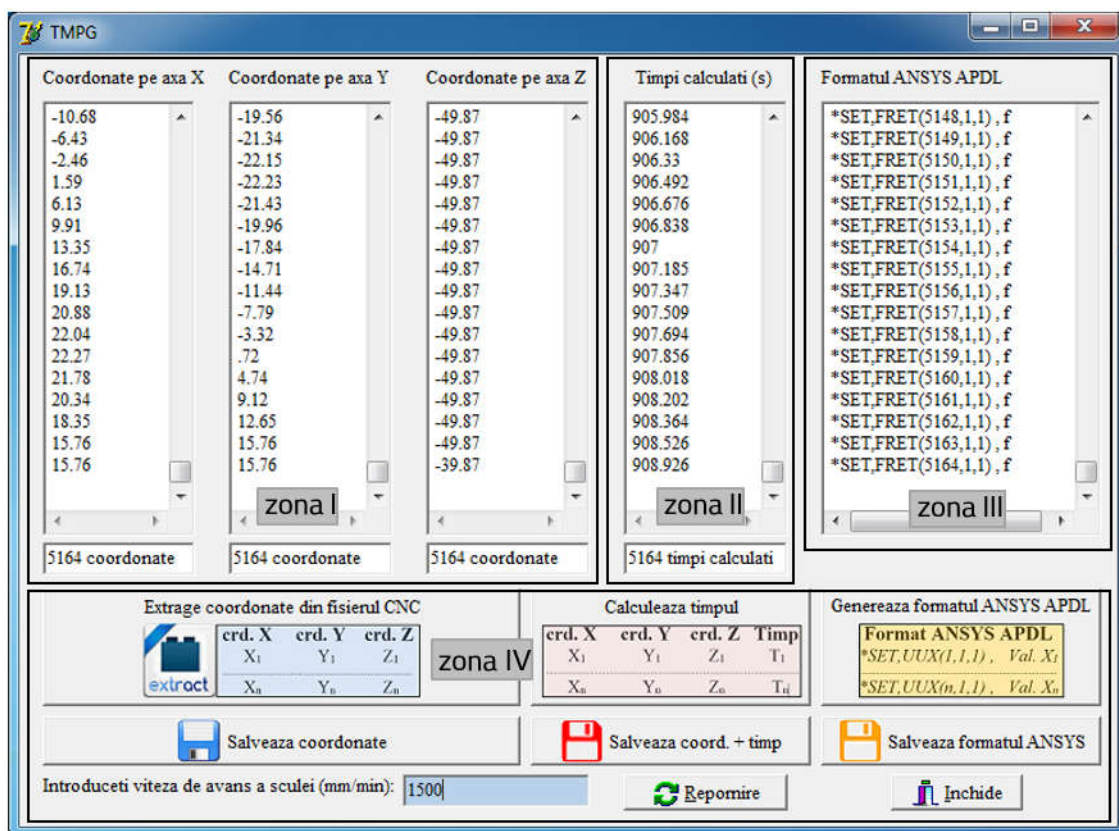 TMPG
Coordonate pe axa X
Coordonate pe axa Y
Coordonate pe axa Z
Timpi calculati (s)
Formatul ANSYS APDL
-10.68 -19.56 -49.87 905.984 *SET,FRET(5148,1,1) , f
-6.43 -21.34 -49.87 906.168 *SET,FRET(5149,1,1) , f
-2.46 -22.15 -49.87 906.33 *SET,FRET(5150,1,1) , f
1.59 -22.23 -49.87 906.492 *SET,FRET(5151,1,1) , f
6.13 -21.43 -49.87 906.676 *SET,FRET(5152,1,1) , f
9.91 -19.96 -49.87 906.838 *SET,FRET(5153,1,1) , f
13.35 -17.84 -49.87 907 *SET,FRET(5154,1,1) , f
16.74 -14.71 -49.87 907.185 *SET,FRET(5155,1,1) , f
19.13 -11.44 -49.87 907.347 *SET,FRET(5156,1,1) , f
20.88 -7.79 -49.87 907.509 *SET,FRET(5157,1,1) , f
22.04 -3.32 -49.87 907.694 *SET,FRET(5158,1,1) , f
22.27 .72 -49.87 907.856 *SET,FRET(5159,1,1) , f
21.78 4.74 -49.87 908.018 *SET,FRET(5160,1,1) , f
20.34 9.12 -49.87 908.202 *SET,FRET(5161,1,1) , f
18.35 12.65 -49.87 908.364 *SET,FRET(5162,1,1) , f
15.76 15.76 -49.87 908.526 *SET,FRET(5163,1,1) , f
15.76 15.76 -39.87 908.926 *SET,FRET(5164,1,1) , f
zona I
zona II
zona III
5164 coordonate
5164 coordonate
5164 coordonate
5164 timpi calculati
Extrage coordonate din fisierul CNC
extract
crd. X crd. Y crd. Z
X1 Y1 Z1
Xn Yn Zn
zona IV
Calculeaza timpul
crd. X crd. Y crd. Z Timp
X1 Y1 Z1 T1
Xn Yn Zn Tn
Genereaza formatul ANSYS APDL
Format ANSYS APDL
*SET,UUX(1,1,1) , Val. X1
*SET,UUX(n,1,1) , Val. Xn
Salveaza coordonate
Salveaza coord. + timp
Salveaza formatul ANSYS
Introduceti viteza de avans a sculei (mm/min): 1500
Repornire
Inchide